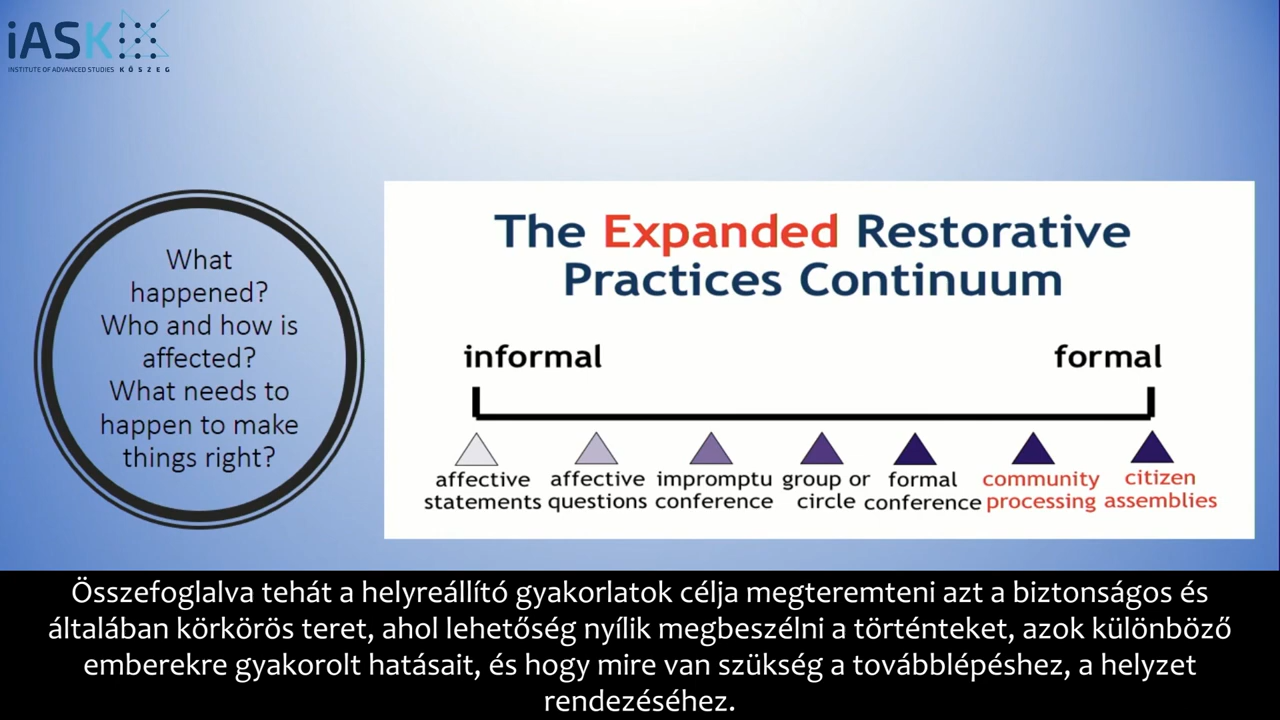 iASK
INSTITUTE OF ADVANCED STUDIES KŐSZEG
What
happened?
Who and how is
affected?
What needs to
happen to make
things right?
The Expanded Restorative
Practices Continuum
informal
formal
affective
statements
affective
questions
impromptu
conference
group or
circle
formal
conference
community
processing
citizen
assemblies
Összefoglalva tehát a helyreállító gyakorlatok célja megteremteni azt a biztonságos és
általában körkörös teret, ahol lehetőség nyílik megbeszélni a történteket, azok különböző
emberekre gyakorolt hatásait, és hogy mire van szükség a továbblépéshez, a helyzet
rendezéséhez.